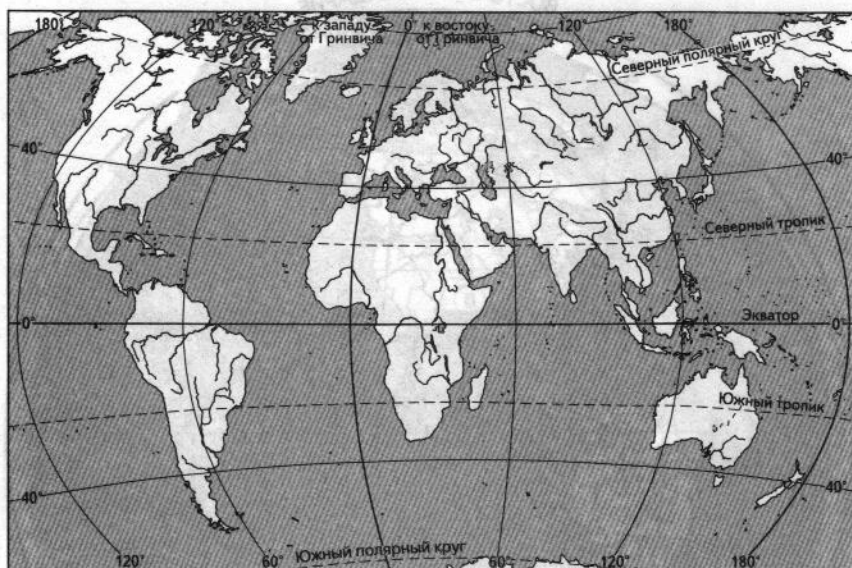 180° 120° к западу 0° к востоку 120° 180°
от Гринвича от Гринвича
Северный полярный круг
40° 40°
Северный тропик
Экватор
0° 0°
Южный тропик
40° 40°
Южный полярный круг
120° 60° 60° 120° 180°